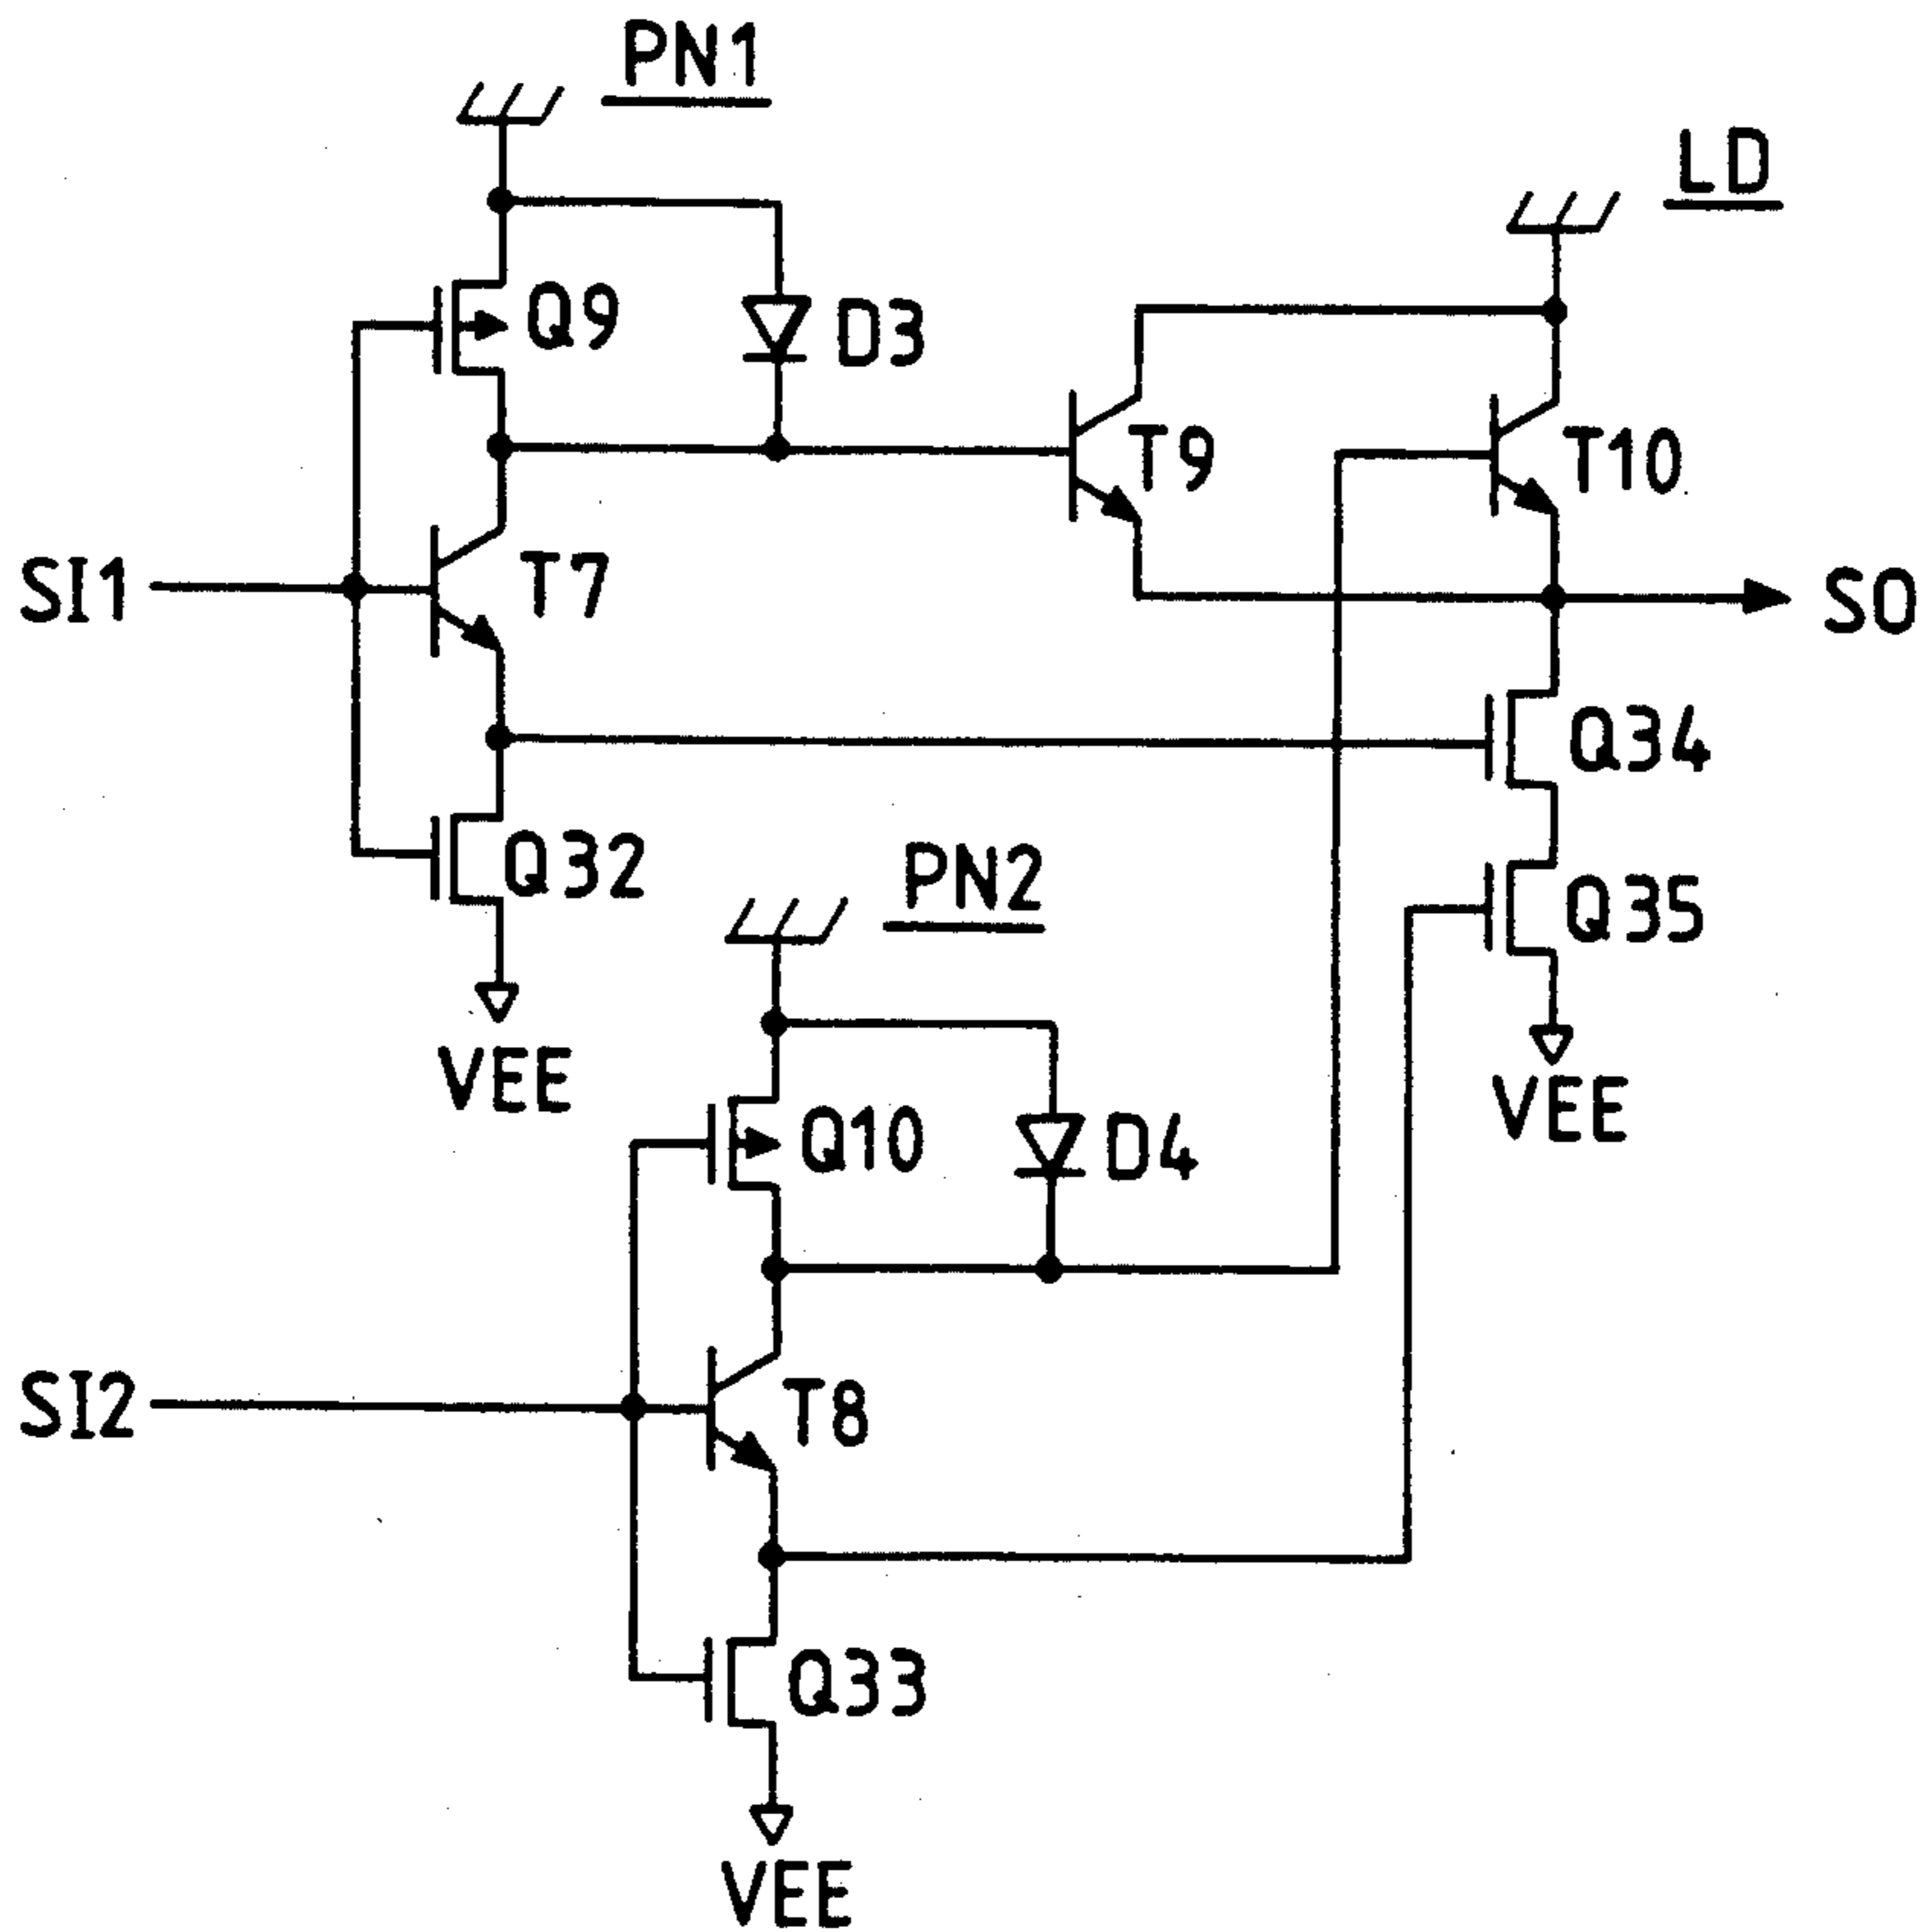 PN1
LD
Q9
D3
T9
T10
SI1
T7
SO
Q34
Q32
PN2
Q35
VEE
VEE
Q10
D4
SI2
T8
Q33
VEE